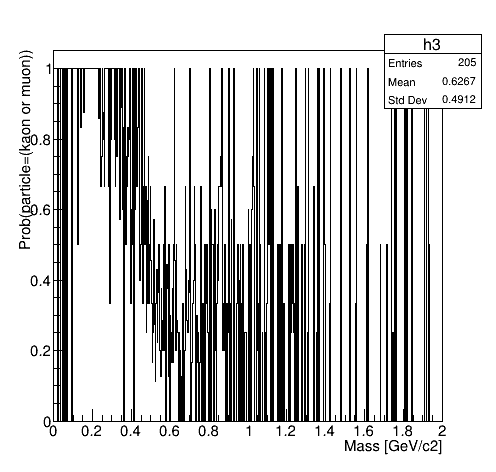 h3
Entries 205
Mean 0.6267
Std Dev 0.4912
Prob(particle=(kaon or muon))
1
0.8
0.6
0.4
0.2
0
0 0.2 0.4 0.6 0.8 1 1.2 1.4 1.6 1.8 2
Mass [GeV/c2]